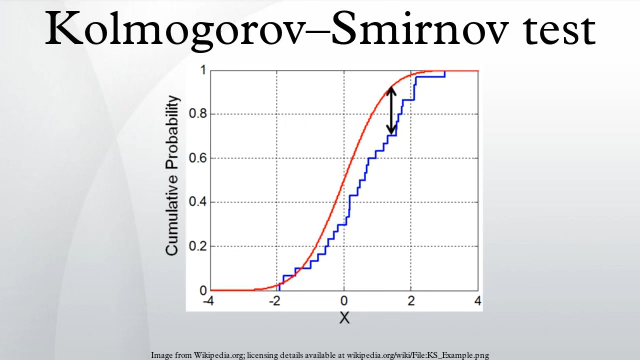 Kolmogorov–Smirnov test
1
0.8
0.6
0.4
0.2
0
Cumulative Probability
-4 -2 0 2 4
X
Image from Wikipedia.org; licensing details available at wikipedia.org/wiki/File:KS_Example.png